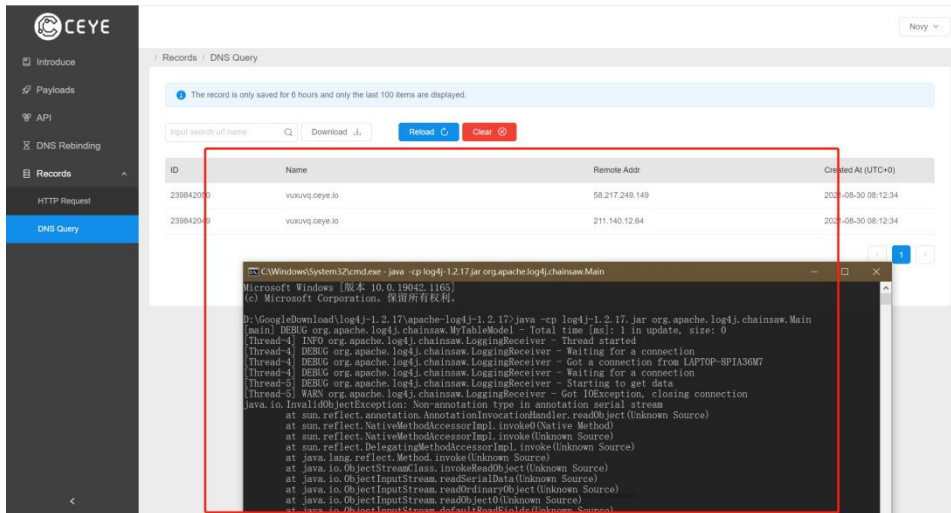 CEYE
Novy
Introduce
Payloads
API
DNS Rebinding
Records
HTTP Request
DNS Query
/ Records / DNS Query
The record is only saved for 6 hours and only the last 100 items are displayed.
Input search url name.
Download
Reload
Clear
ID Name Remote Addr Created At (UTC+0)
239842050 vuxuvq.ceye.io 58.217.249.149 2021-08-30 08:12:34
239842049 vuxuvq.ceye.io 211.140.12.64 2021-08-30 08:12:34
1
C:\Windows\System32\cmd.exe - java -cp log4j-1.2.17.jar org.apache.log4j.chainsaw.Main
Microsoft Windows [版本 10.0.19042.1165]
(c) Microsoft Corporation。保留所有权利。
D:\GoogleDownload\log4j-1.2.17\apache-log4j-1.2.17>java -cp log4j-1.2.17.jar org.apache.log4j.chainsaw.Main
[main] DEBUG org.apache.log4j.chainsaw.MyTableModel - Total time [ms]: 1 in update, size: 0
[Thread-4] INFO org.apache.log4j.chainsaw.LoggingReceiver - Thread started
[Thread-4] DEBUG org.apache.log4j.chainsaw.LoggingReceiver - Waiting for a connection
[Thread-4] DEBUG org.apache.log4j.chainsaw.LoggingReceiver - Got a connection from LAPTOP-8PIA36M7
[Thread-4] DEBUG org.apache.log4j.chainsaw.LoggingReceiver - Waiting for a connection
[Thread-5] DEBUG org.apache.log4j.chainsaw.LoggingReceiver - Starting to get data
[Thread-5] WARN org.apache.log4j.chainsaw.LoggingReceiver - Got IOException, closing connection
java.io.InvalidObjectException: Non-annotation type in annotation serial stream
at sun.reflect.annotation.AnnotationInvocationHandler.readObject(Unknown Source)
at sun.reflect.NativeMethodAccessorImpl.invoke0(Native Method)
at sun.reflect.NativeMethodAccessorImpl.invoke(Unknown Source)
at sun.reflect.DelegatingMethodAccessorImpl.invoke(Unknown Source)
at java.lang.reflect.Method.invoke(Unknown Source)
at java.io.ObjectStreamClass.invokeReadObject(Unknown Source)
at java.io.ObjectInputStream.readSerialData(Unknown Source)
at java.io.ObjectInputStream.readOrdinaryObject(Unknown Source)
at java.io.ObjectInputStream.readObject0(Unknown Source)
at java.io.ObjectInputStream.defaultReadFields(Unknown Source)